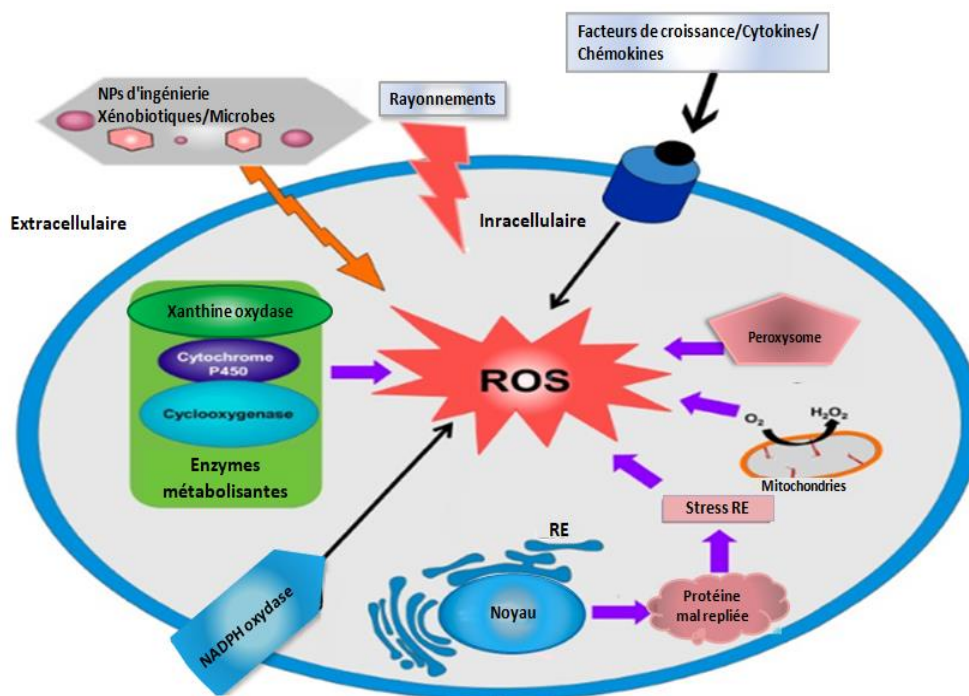 Facteurs de croissance/Cytokines/
Chémokines
NPs d'ingénierie
Xénobiotiques/Microbes
Rayonnements
Extracellulaire
Inracellulaire
Xanthine oxydase
Cytochrome
P450
Cyclooxygenase
Enzymes
métabolisantes
ROS
Peroxysome
O₂
H₂O₂
Mitochondries
Stress RE
RE
Noyau
Protéine
mal repliée
NADPH oxydase